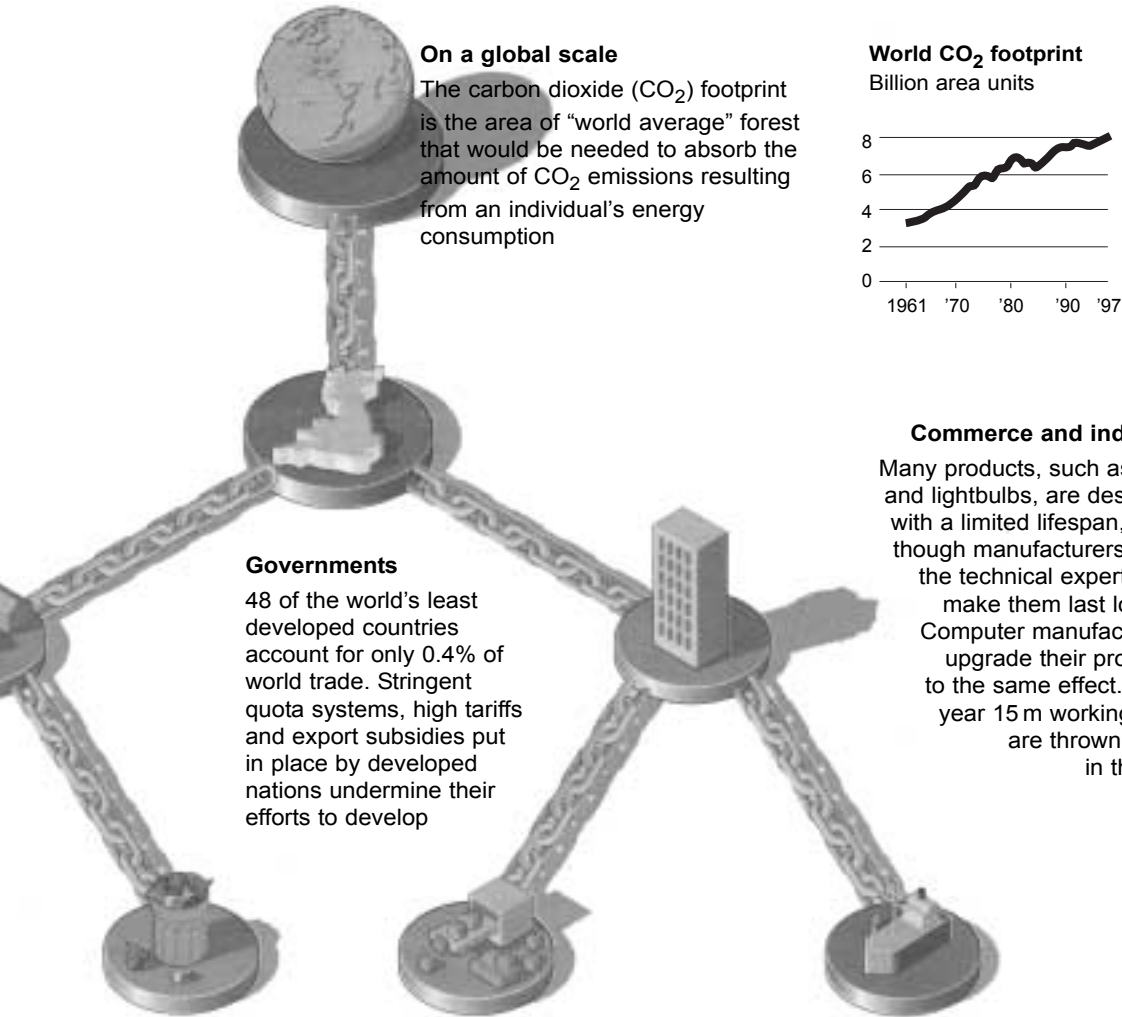 On a global scale
The carbon dioxide (CO2) footprint
is the area of “world average” forest
that would be needed to absorb the
amount of CO2 emissions resulting
from an individual’s energy
consumption
World CO2 footprint
Billion area units
8
6
4
2
0
1961 ’70 ’80 ’90 ’97
Governments
48 of the world’s least
developed countries
account for only 0.4% of
world trade. Stringent
quota systems, high tariffs
and export subsidies put
in place by developed
nations undermine their
efforts to develop
Commerce and ind
Many products, such as
and lightbulbs, are des
with a limited lifespan,
though manufacturers
the technical expert
make them last lo
Computer manufac
upgrade their pro
to the same effect.
year 15 m working
are thrown
in th